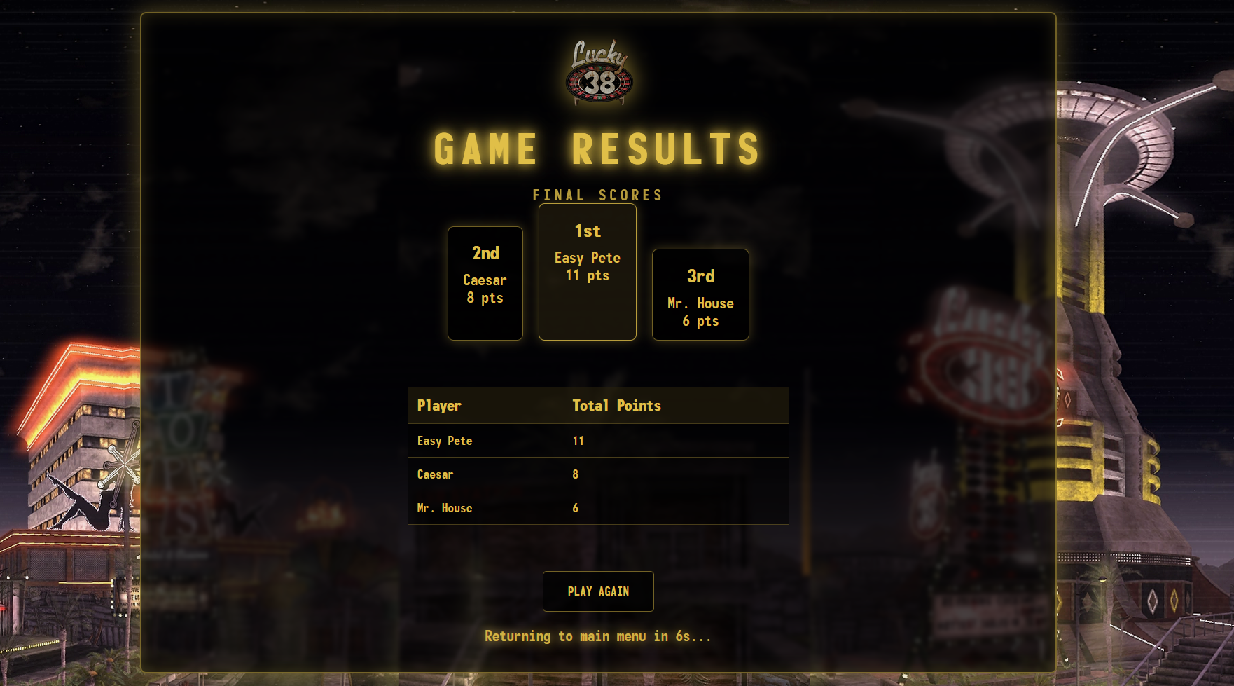 Lucky
38
GAME RESULTS
FINAL SCORES
2nd
Caesar
8 pts
1st
Easy Pete
11 pts
3rd
Mr. House
6 pts
Player Total Points
Easy Pete 11
Caesar 8
Mr. House 6
PLAY AGAIN
Returning to main menu in 6s...
Lucky
38